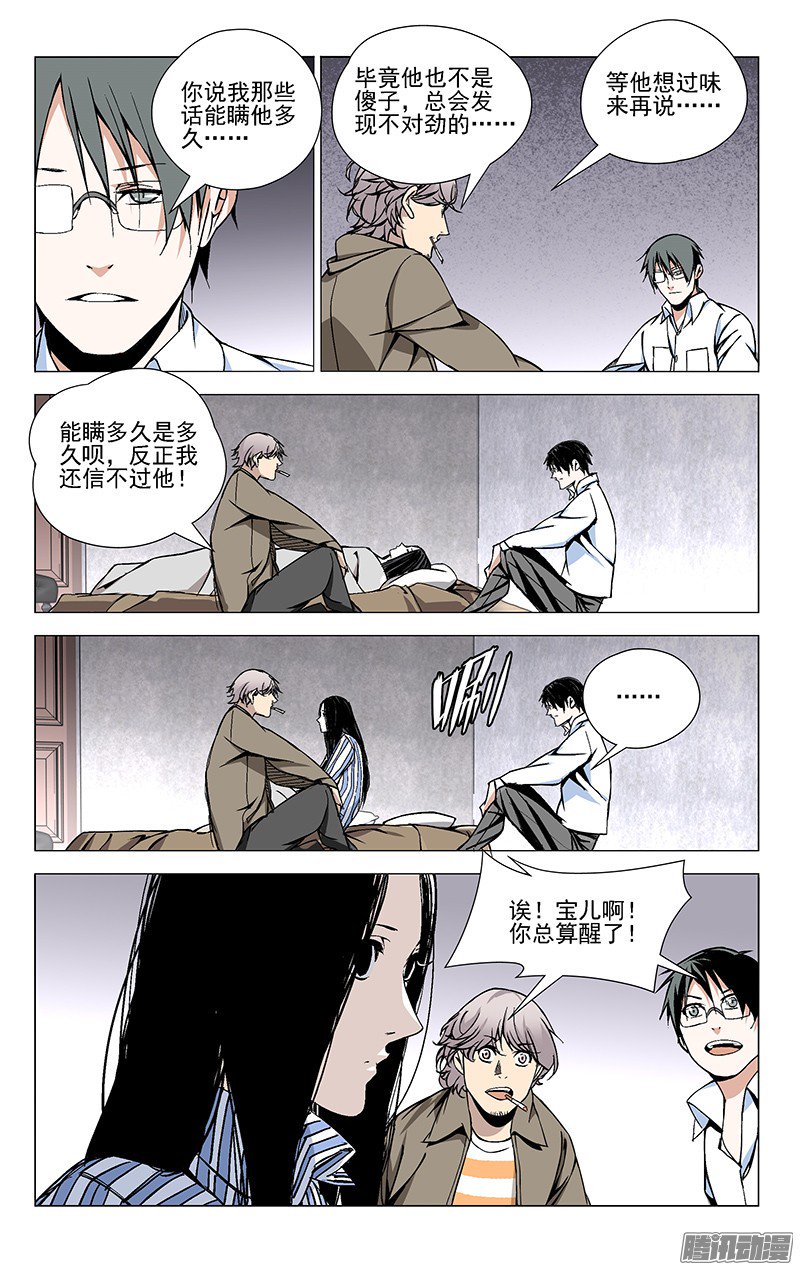 你说我那些
话能瞒他多
久……
毕竟他也不是
傻子，总会发
现不对劲的……
等他想过味
来再说……
能瞒多久是多
久呗，反正我
还信不过他！
唰
……
诶！宝儿啊！
你总算醒了！
腾讯动漫